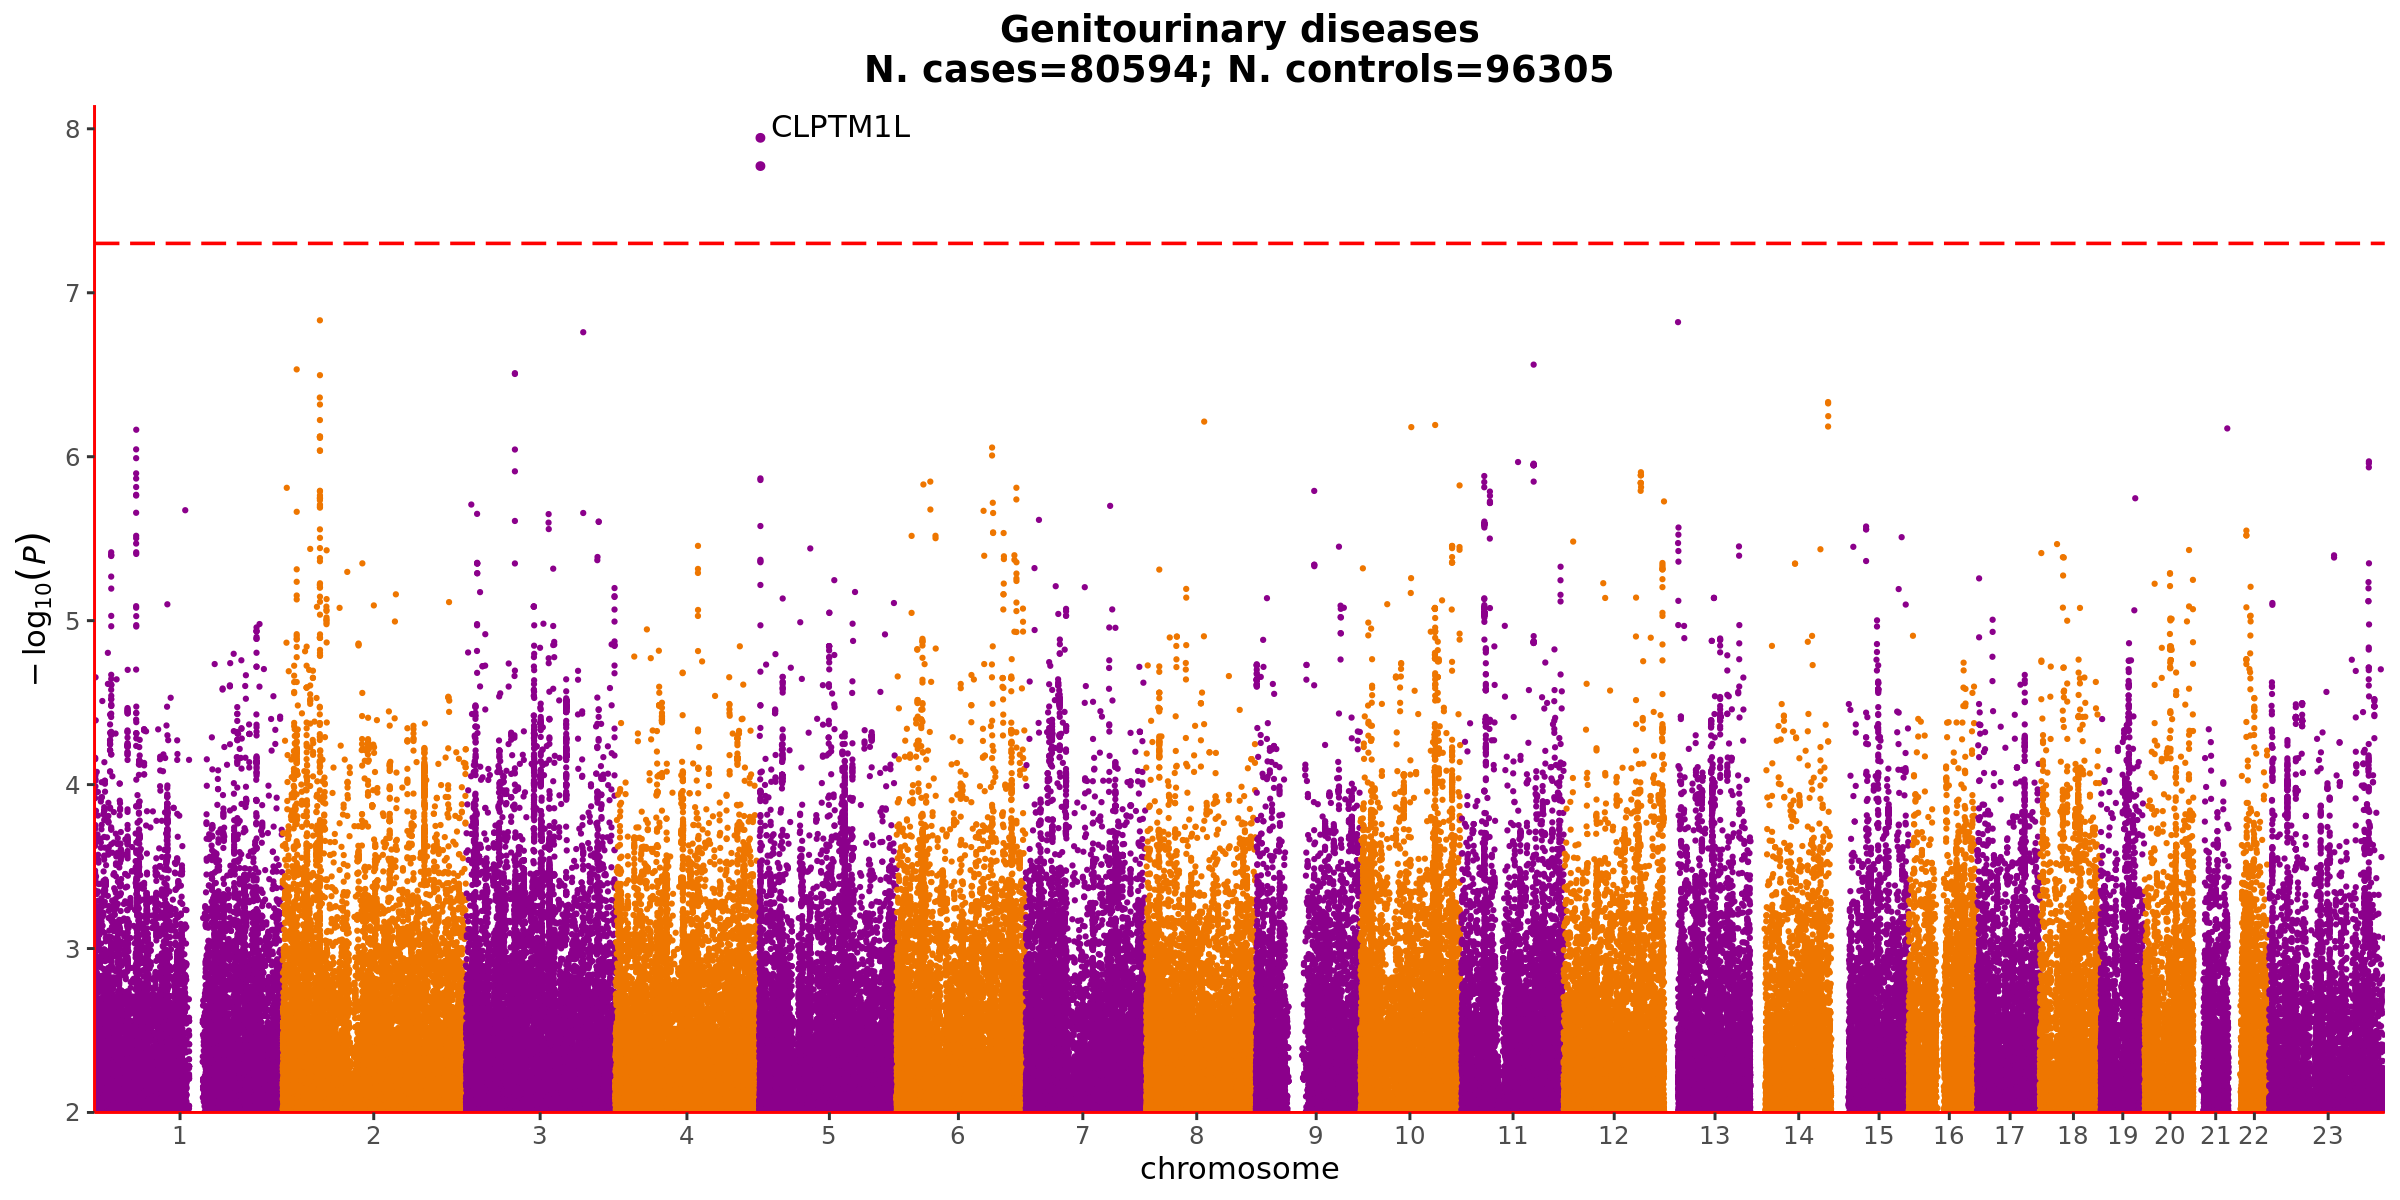 Genitourinary diseases
N. cases=80594; N. controls=96305
CLPTM1L
8
7
6
5
4
3
2
− log10(P)
1 2 3 4 5 6 7 8 9 10 11 12 13 14 15 16 17 18 19 20 21 22 23
chromosome